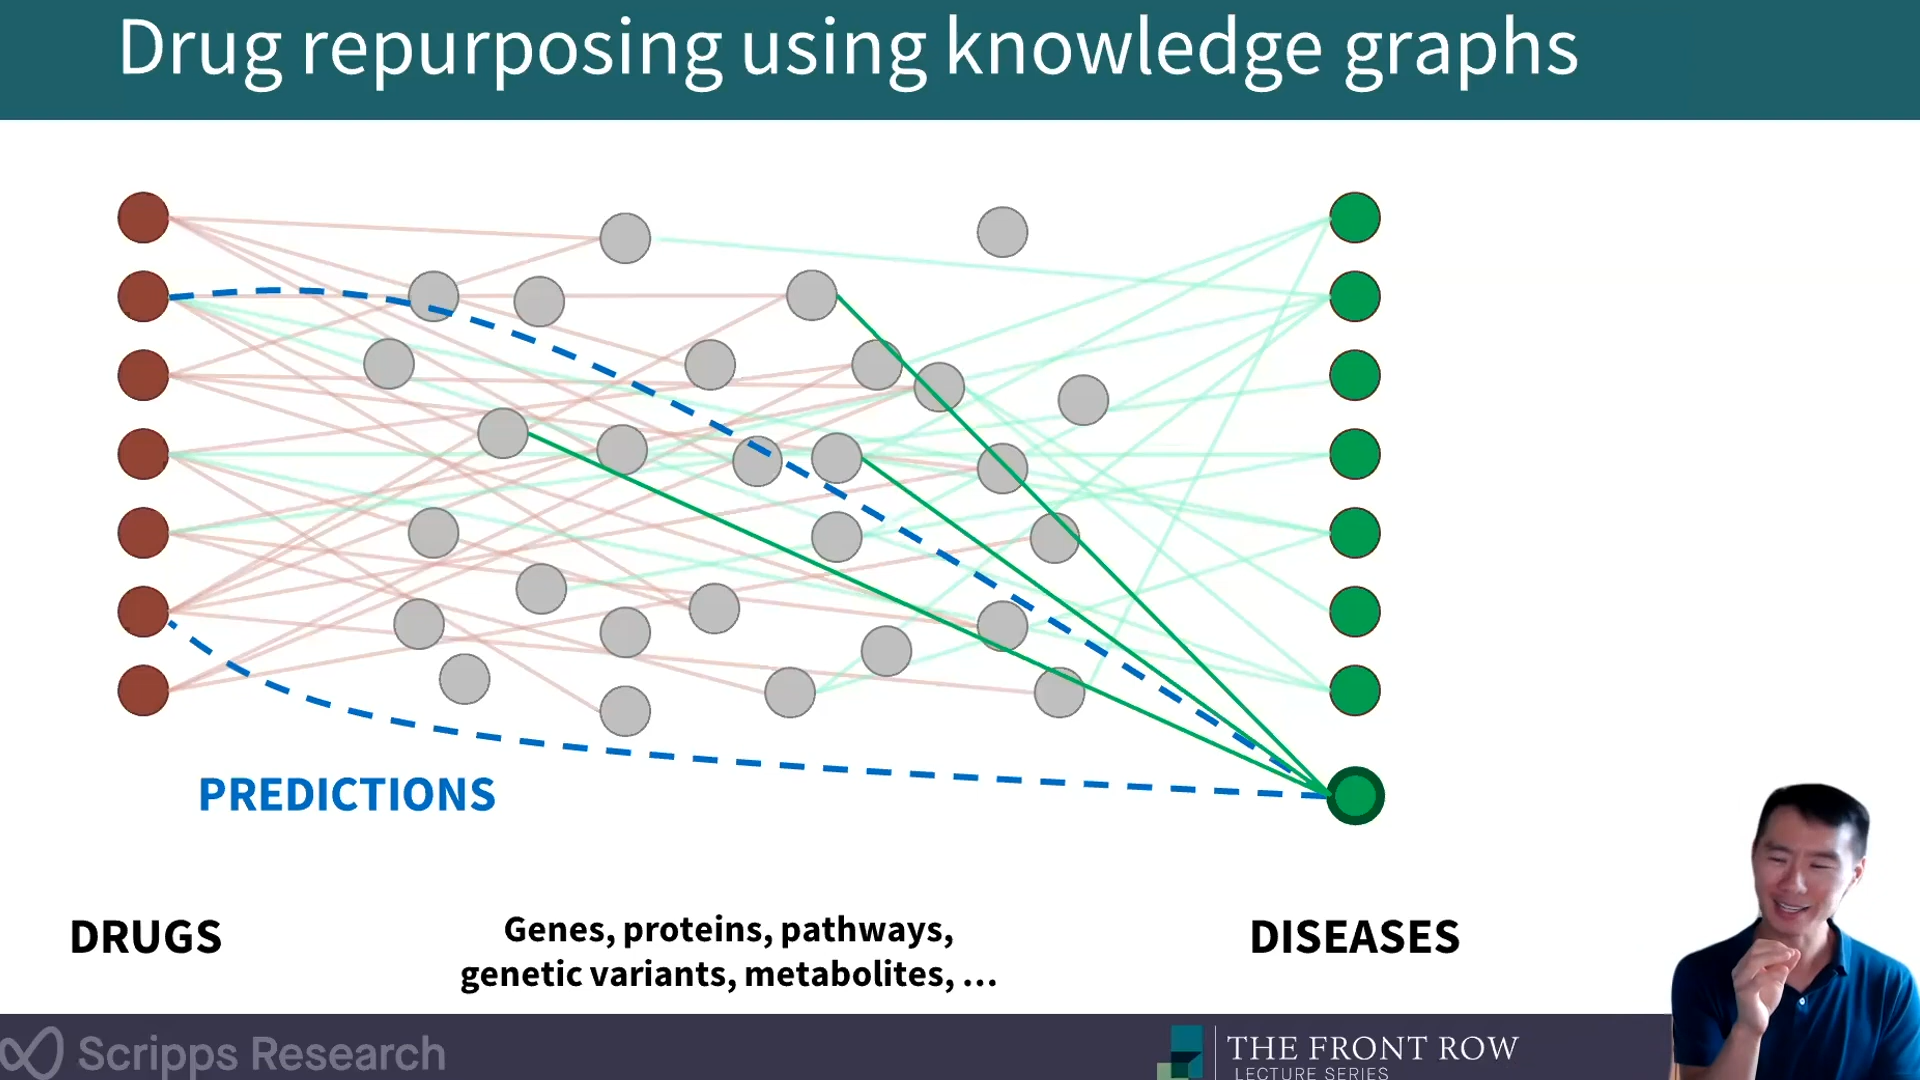 Drug repurposing using knowledge graphs
PREDICTIONS
DRUGS
Genes, proteins, pathways,
genetic variants, metabolites, ...
DISEASES
Scripps Research
THE FRONT ROW
LECTURE SERIES